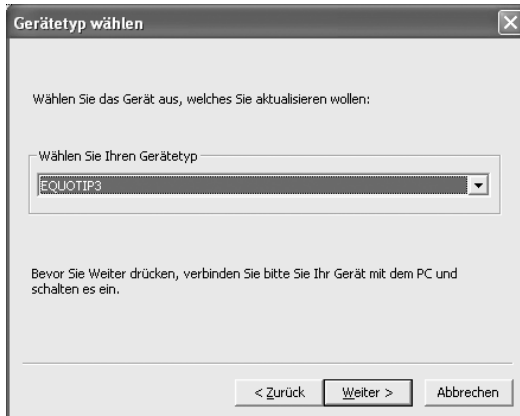 Gerätetyp wählen
Wählen Sie das Gerät aus, welches Sie aktualisieren wollen:
Wählen Sie Ihren Gerätetyp
EQUOTIP3
Bevor Sie Weiter drücken, verbinden Sie bitte Sie Ihr Gerät mit dem PC und
schalten es ein.
< Zurück Weiter > Abbrechen